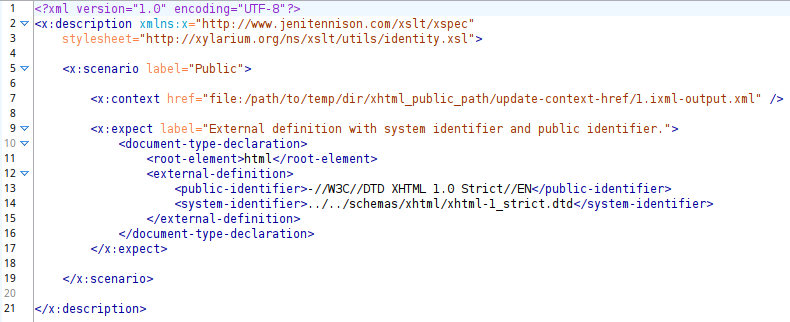 1 <?xml version="1.0" encoding="UTF-8"?>
2 <x:description xmlns:x="http://www.jenitennison.com/xslt/xspec"
3 stylesheet="http://xylarium.org/ns/xslt/utils/identity.xsl">
4
5 <x:scenario label="Public">
6
7 <x:context href="file:/path/to/temp/dir/xhtml_public_path/update-context-href/1.ixml-output.xml" />
8
9 <x:expect label="External definition with system identifier and public identifier.">
10 <document-type-declaration>
11 <root-element>html</root-element>
12 <external-definition>
13 <public-identifier>-//W3C//DTD XHTML 1.0 Strict//EN</public-identifier>
14 <system-identifier>../../schemas/xhtml/xhtml-1_strict.dtd</system-identifier>
15 </external-definition>
16 </document-type-declaration>
17 </x:expect>
18
19 </x:scenario>
20
21 </x:description>